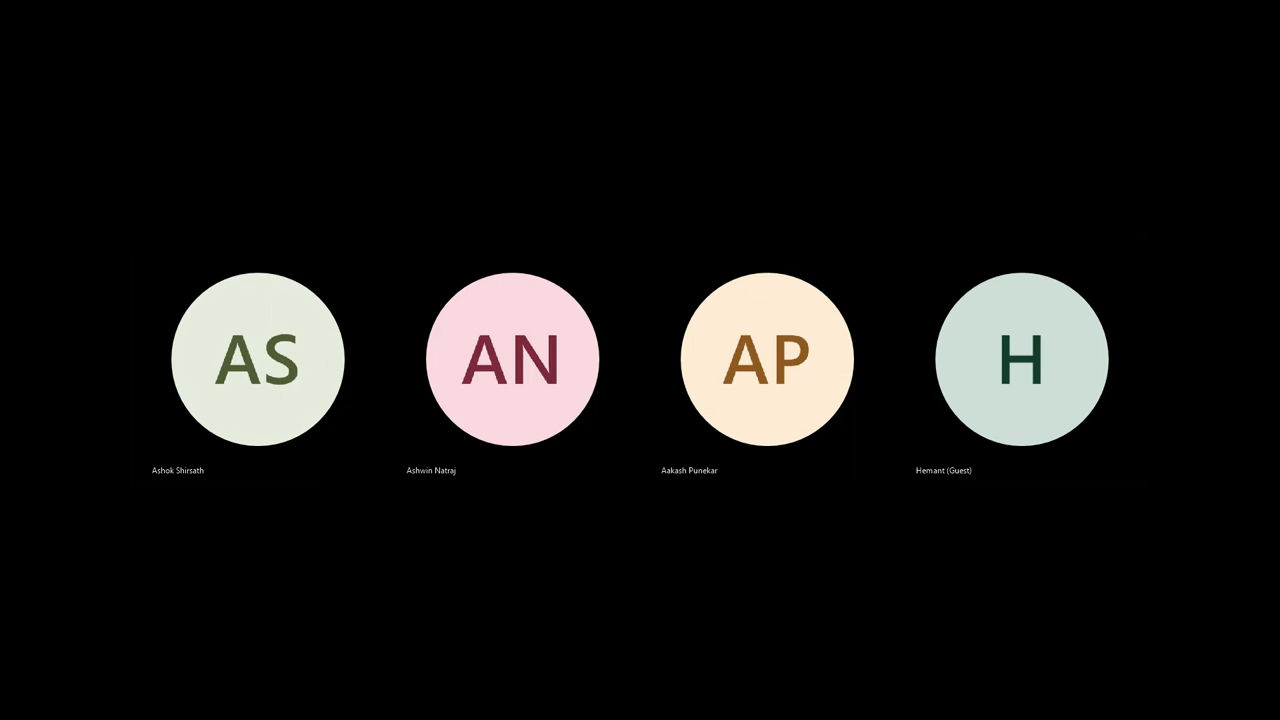 AS
AN
AP
H
Ashok Shirsath
Ashwin Natraj
Aakash Punekar
Hemant (Guest)